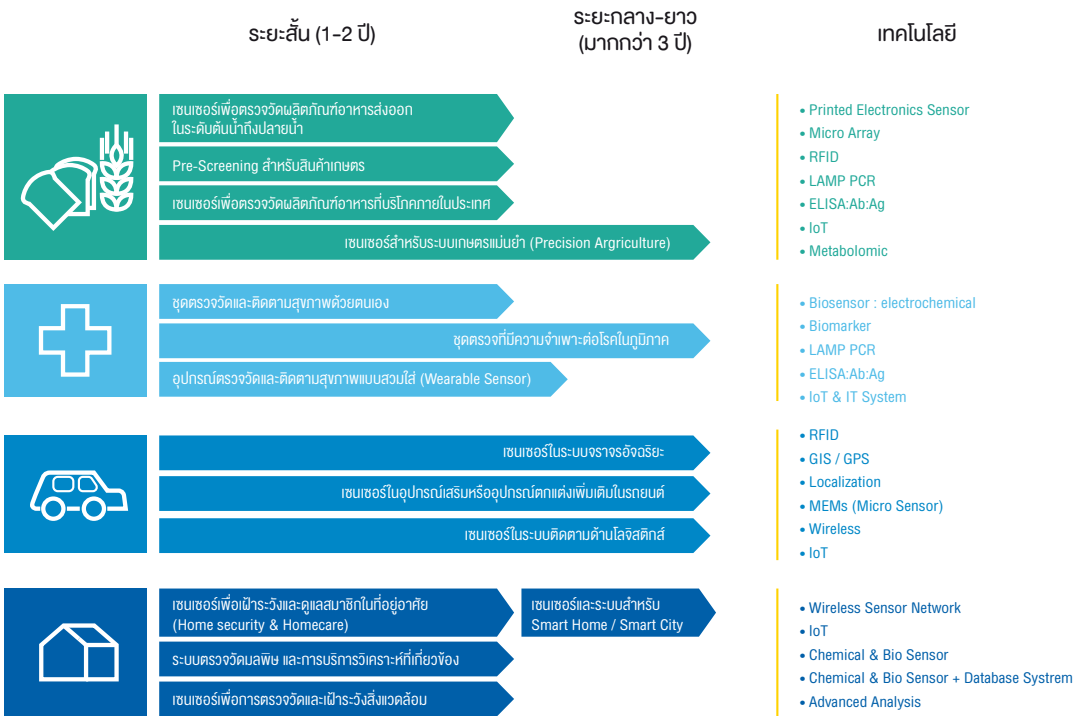 ระยะสั้น (1-2 ปี)
ระยะกลาง-ยาว
(มากกว่า 3 ปี)
เทคโนโลยี
เซนเซอร์เพื่อตรวจวัดผลิตภัณฑ์อาหารส่งออก
ในระดับต้นน้ำถึงปลายน้ำ
Pre-Screening สำหรับสินค้าเกษตร
เซนเซอร์เพื่อตรวจวัดผลิตภัณฑ์อาหารที่บริโภคภายในประเทศ
เซนเซอร์สำหรับระบบเกษตรแม่นยำ (Precision Argriculture)
• Printed Electronics Sensor
• Micro Array
• RFID
• LAMP PCR
• ELISA:Ab:Ag
• IoT
• Metabolomic
ชุดตรวจวัดและติดตามสุขภาพด้วยตนเอง
ชุดตรวจที่มีความจำเพาะต่อโรคในภูมิภาค
อุปกรณ์ตรวจวัดและติดตามสุขภาพแบบสวมใส่ (Wearable Sensor)
• Biosensor : electrochemical
• Biomarker
• LAMP PCR
• ELISA:Ab:Ag
• IoT & IT System
เซนเซอร์ในระบบจราจรอัจฉริยะ
เซนเซอร์ในอุปกรณ์เสริมหรืออุปกรณ์ตกแต่งเพิ่มเติมในรถยนต์
เซนเซอร์ในระบบติดตามด้านโลจิสติกส์
• RFID
• GIS / GPS
• Localization
• MEMs (Micro Sensor)
• Wireless
• IoT
เซนเซอร์เพื่อเฝ้าระวังและดูแลสมาชิกในที่อยู่อาศัย
(Home security & Homecare)
เซนเซอร์และระบบสำหรับ
Smart Home / Smart City
ระบบตรวจวัดมลพิษ และการบริการวิเคราะห์ที่เกี่ยวข้อง
เซนเซอร์เพื่อการตรวจวัดและเฝ้าระวังสิ่งแวดล้อม
• Wireless Sensor Network
• IoT
• Chemical & Bio Sensor
• Chemical & Bio Sensor + Database Systrem
• Advanced Analysis